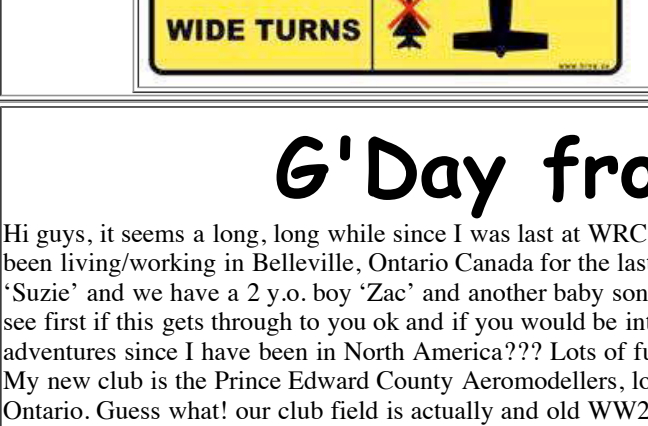 WIDE TURNS
G'Day fro
Hi guys, it seems a long, long while since I was last at WRC
been living/working in Belleville, Ontario Canada for the las
‘Suzie’ and we have a 2 y.o. boy ‘Zac’ and another baby son
see first if this gets through to you ok and if you would be in
adventures since I have been in North America??? Lots of fu
My new club is the Prince Edward County Aeromodellers, lo
Ontario. Guess what! our club field is actually and old WW2